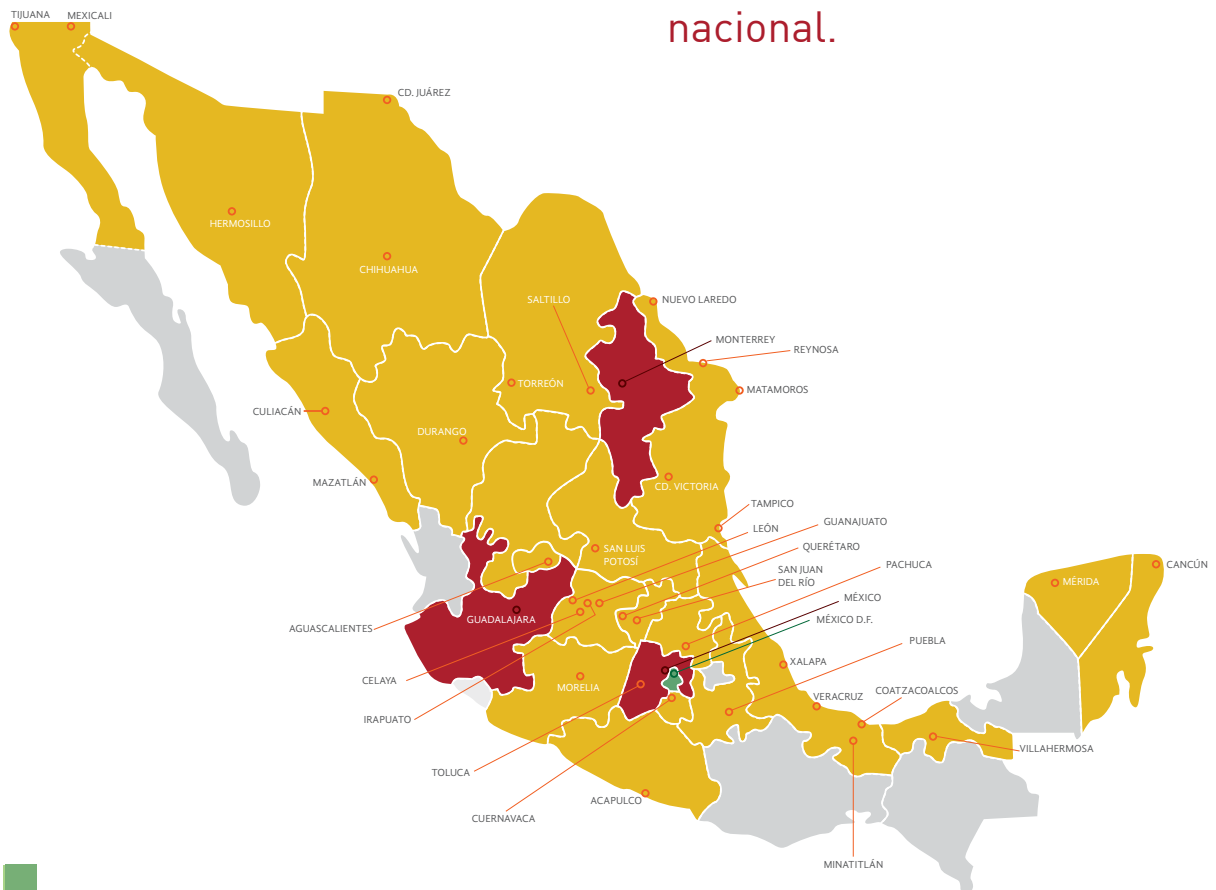 nacional.
TIJUANA
MEXICALI
CD. JUÁREZ
HERMOSILLO
CHIHUAHUA
SALTILLO
NUEVO LAREDO
MONTERREY
REYNOSA
TORREÓN
MATAMOROS
CULIACÁN
DURANGO
MAZATLÁN
CD. VICTORIA
TAMPICO
LEÓN
GUANAJUATO
QUERÉTARO
SAN LUIS
POTOSÍ
SAN JUAN
DEL RÍO
PACHUCA
CANCÚN
MÉRIDA
MÉXICO
MÉXICO D.F.
GUADALAJARA
AGUASCALIENTES
PUEBLA
XALAPA
CELAYA
MORELIA
VERACRUZ
COATZACOALCOS
IRAPUATO
VILLAHERMOSA
TOLUCA
ACAPULCO
CUERNAVACA
MINATITLÁN